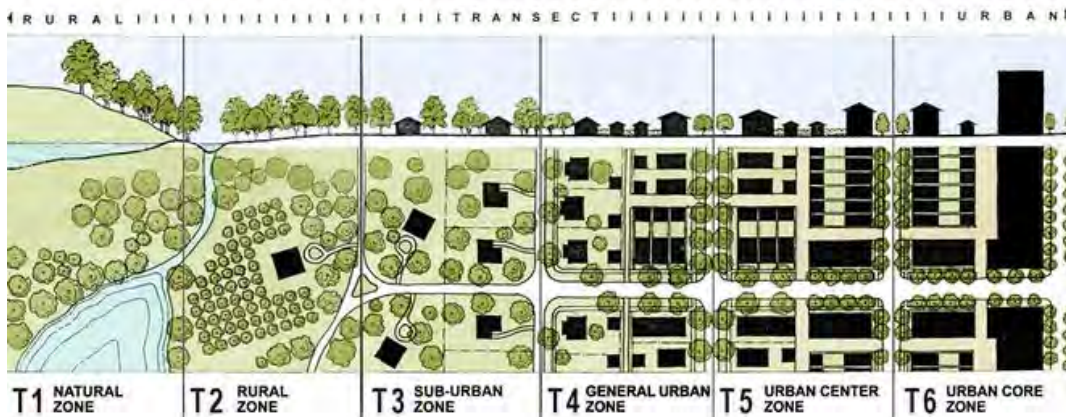 RURAL TRANSECT URBAN
T1 NATURAL ZONE
T2 RURAL ZONE
T3 SUB-URBAN ZONE
T4 GENERAL URBAN ZONE
T5 URBAN CENTER ZONE
T6 URBAN CORE ZONE